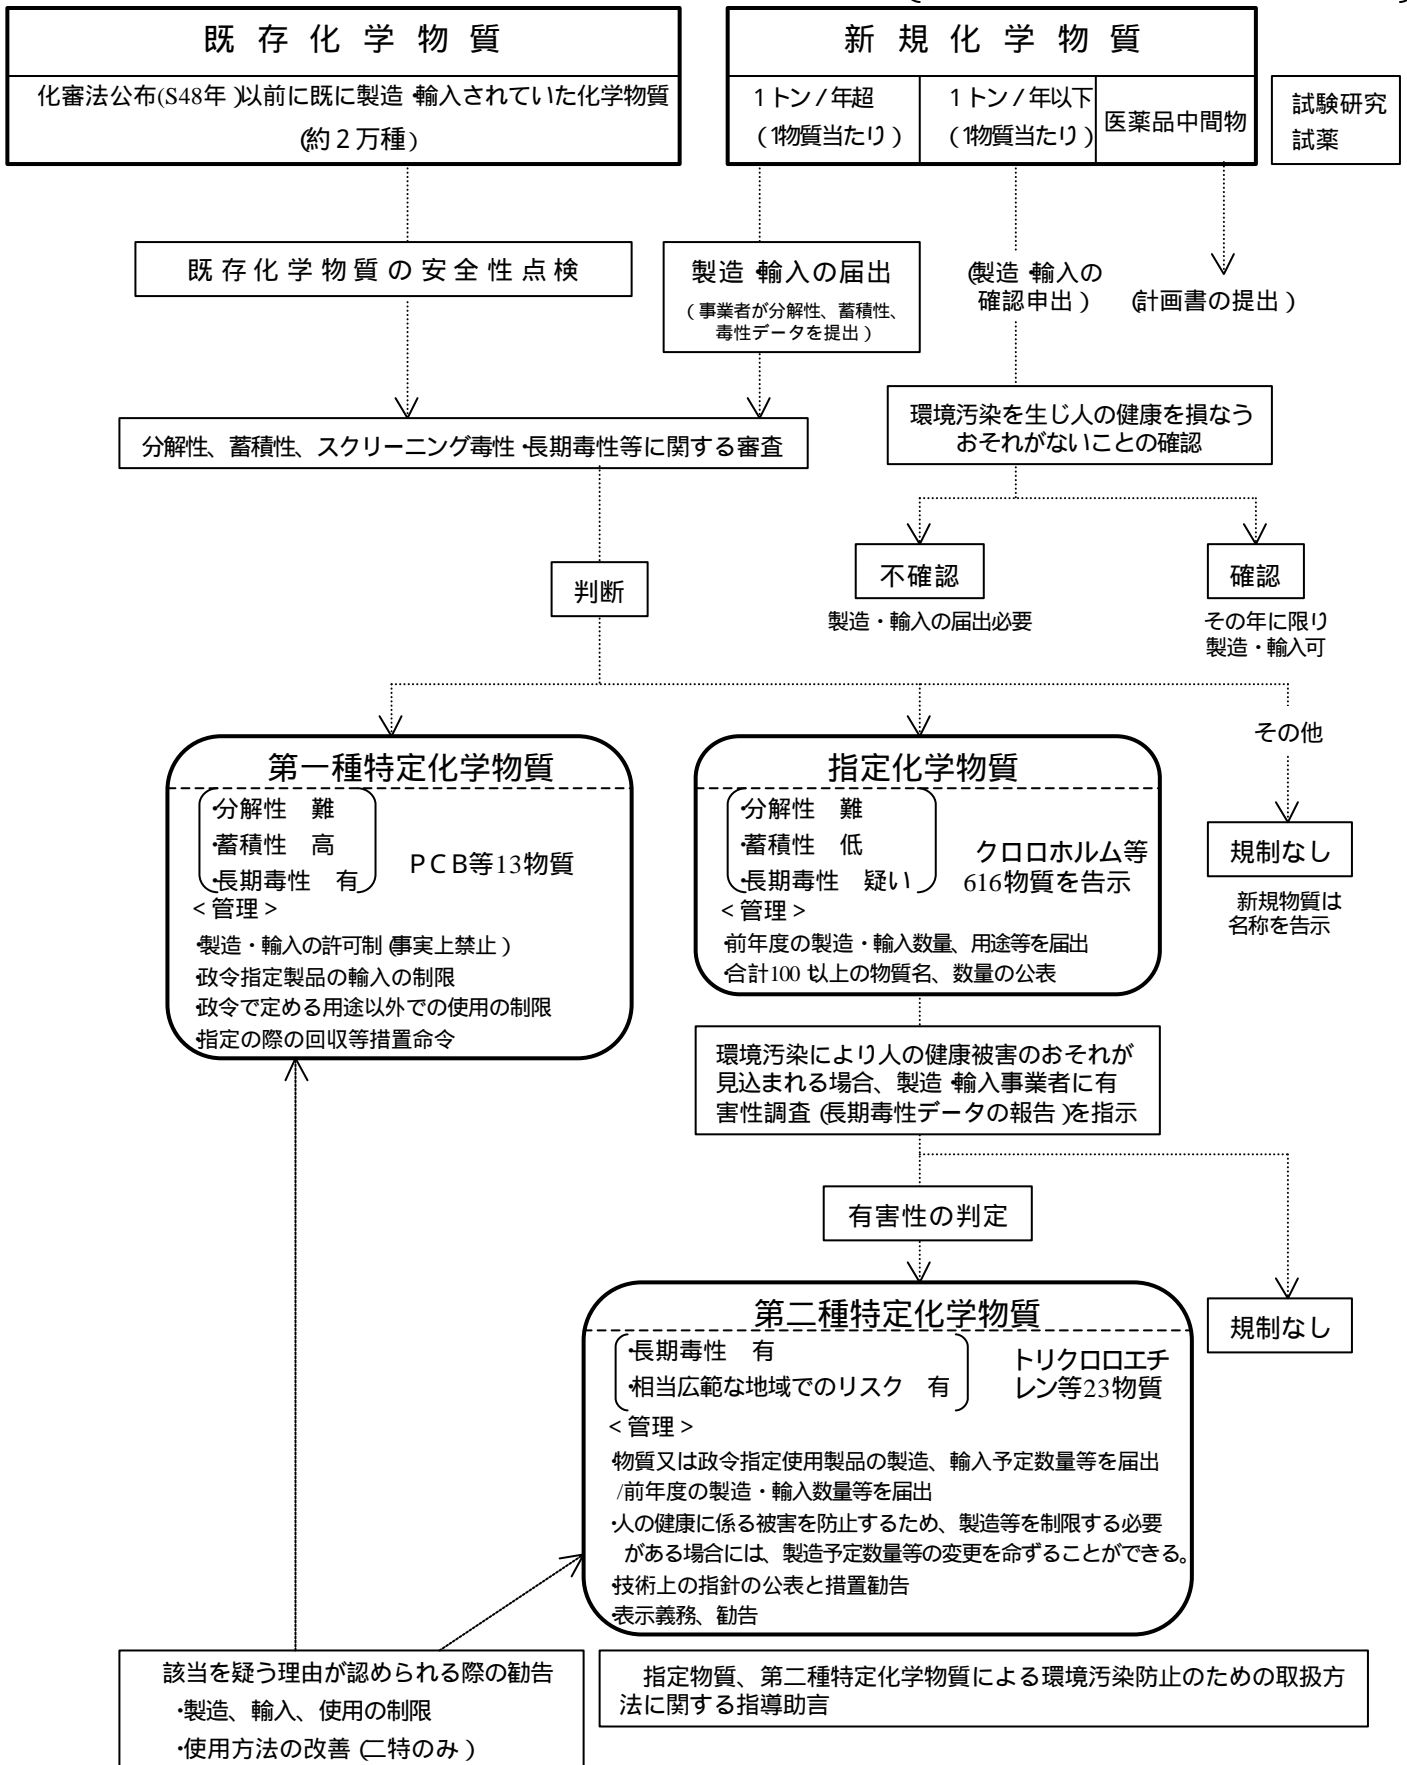 既存化学物質
化審法公布(S48年)以前に既に製造・輸入されていた化学物質
(約2万種)
新規化学物質
1トン/年超
(1物質当たり)
1トン/年以下
(1物質当たり)
医薬品中間物
試験研究
試薬
既存化学物質の安全性点検
製造・輸入の届出
(事業者が分解性、蓄積性、
毒性データを提出)
(製造・輸入の
確認申出)
(計画書の提出)
分解性、蓄積性、スクリーニング毒性・長期毒性等に関する審査
環境汚染を生じ人の健康を損なう
おそれがないことの確認
判断
不確認
製造・輸入の届出必要
確認
その年に限り
製造・輸入可
第一種特定化学物質
・分解性 難
・蓄積性 高
・長期毒性 有
PCB等13物質
<管理>
・製造・輸入の許可制(事実上禁止)
・政令指定製品の輸入の制限
・政令で定める用途以外での使用の制限
・指定の際の回収等措置命令
指定化学物質
・分解性 難
・蓄積性 低
・長期毒性 疑い
クロロホルム等
616物質を告示
<管理>
・前年度の製造・輸入数量、用途等を届出
・合計100 以上の物質名、数量の公表
その他
規制なし
新規物質は
名称を告示
環境汚染により人の健康被害のおそれが
見込まれる場合、製造・輸入事業者に有
害性調査(長期毒性データの報告)を指示
有害性の判定
規制なし
第二種特定化学物質
・長期毒性 有
・相当広範な地域でのリスク 有
トリクロロエチ
レン等23物質
<管理>
・物質又は政令指定使用製品の製造、輸入予定数量等を届出
/前年度の製造・輸入数量等を届出
・人の健康に係る被害を防止するため、製造等を制限する必要
がある場合には、製造予定数量等の変更を命ずることができる。
・技術上の指針の公表と措置勧告
・表示義務、勧告
該当を疑う理由が認められる際の勧告
・製造、輸入、使用の制限
・使用方法の改善(二特のみ)
指定物質、第二種特定化学物質による環境汚染防止のための取扱方
法に関する指導助言